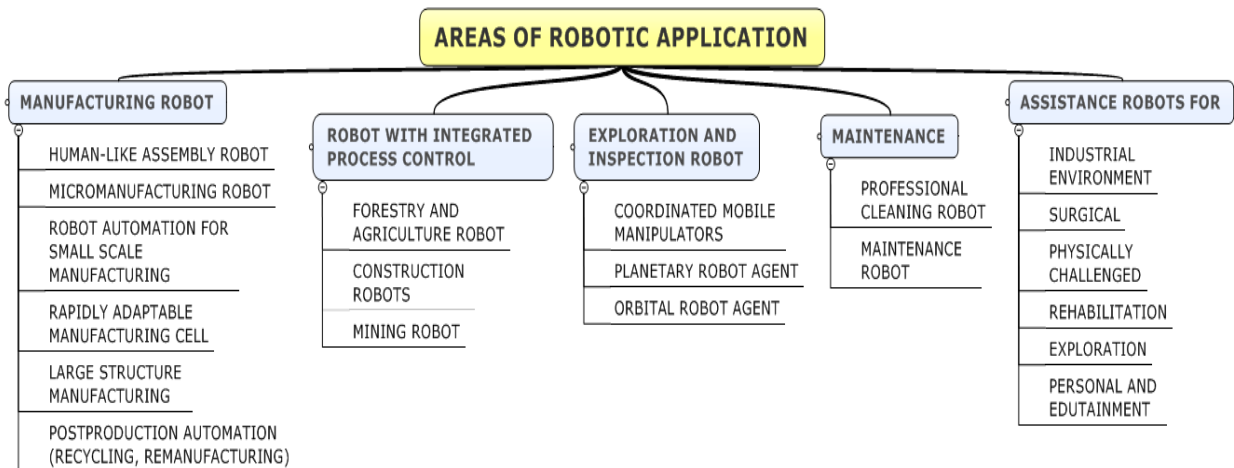 AREAS OF ROBOTIC APPLICATION
MANUFACTURING ROBOT
HUMAN-LIKE ASSEMBLY ROBOT
MICROMANUFACTURING ROBOT
ROBOT AUTOMATION FOR
SMALL SCALE
MANUFACTURING
RAPIDLY ADAPTABLE
MANUFACTURING CELL
LARGE STRUCTURE
MANUFACTURING
POSTPRODUCTION AUTOMATION
(RECYCLING, REMANUFACTURING)
ROBOT WITH INTEGRATED
PROCESS CONTROL
FORESTRY AND
AGRICULTURE ROBOT
CONSTRUCTION
ROBOTS
MINING ROBOT
EXPLORATION AND
INSPECTION ROBOT
COORDINATED MOBILE
MANIPULATORS
PLANETARY ROBOT AGENT
ORBITAL ROBOT AGENT
MAINTENANCE
PROFESSIONAL
CLEANING ROBOT
MAINTENANCE
ROBOT
ASSISTANCE ROBOTS FOR
INDUSTRIAL
ENVIRONMENT
SURGICAL
PHYSICALLY
CHALLENGED
REHABILITATION
EXPLORATION
PERSONAL AND
EDUTAINMENT